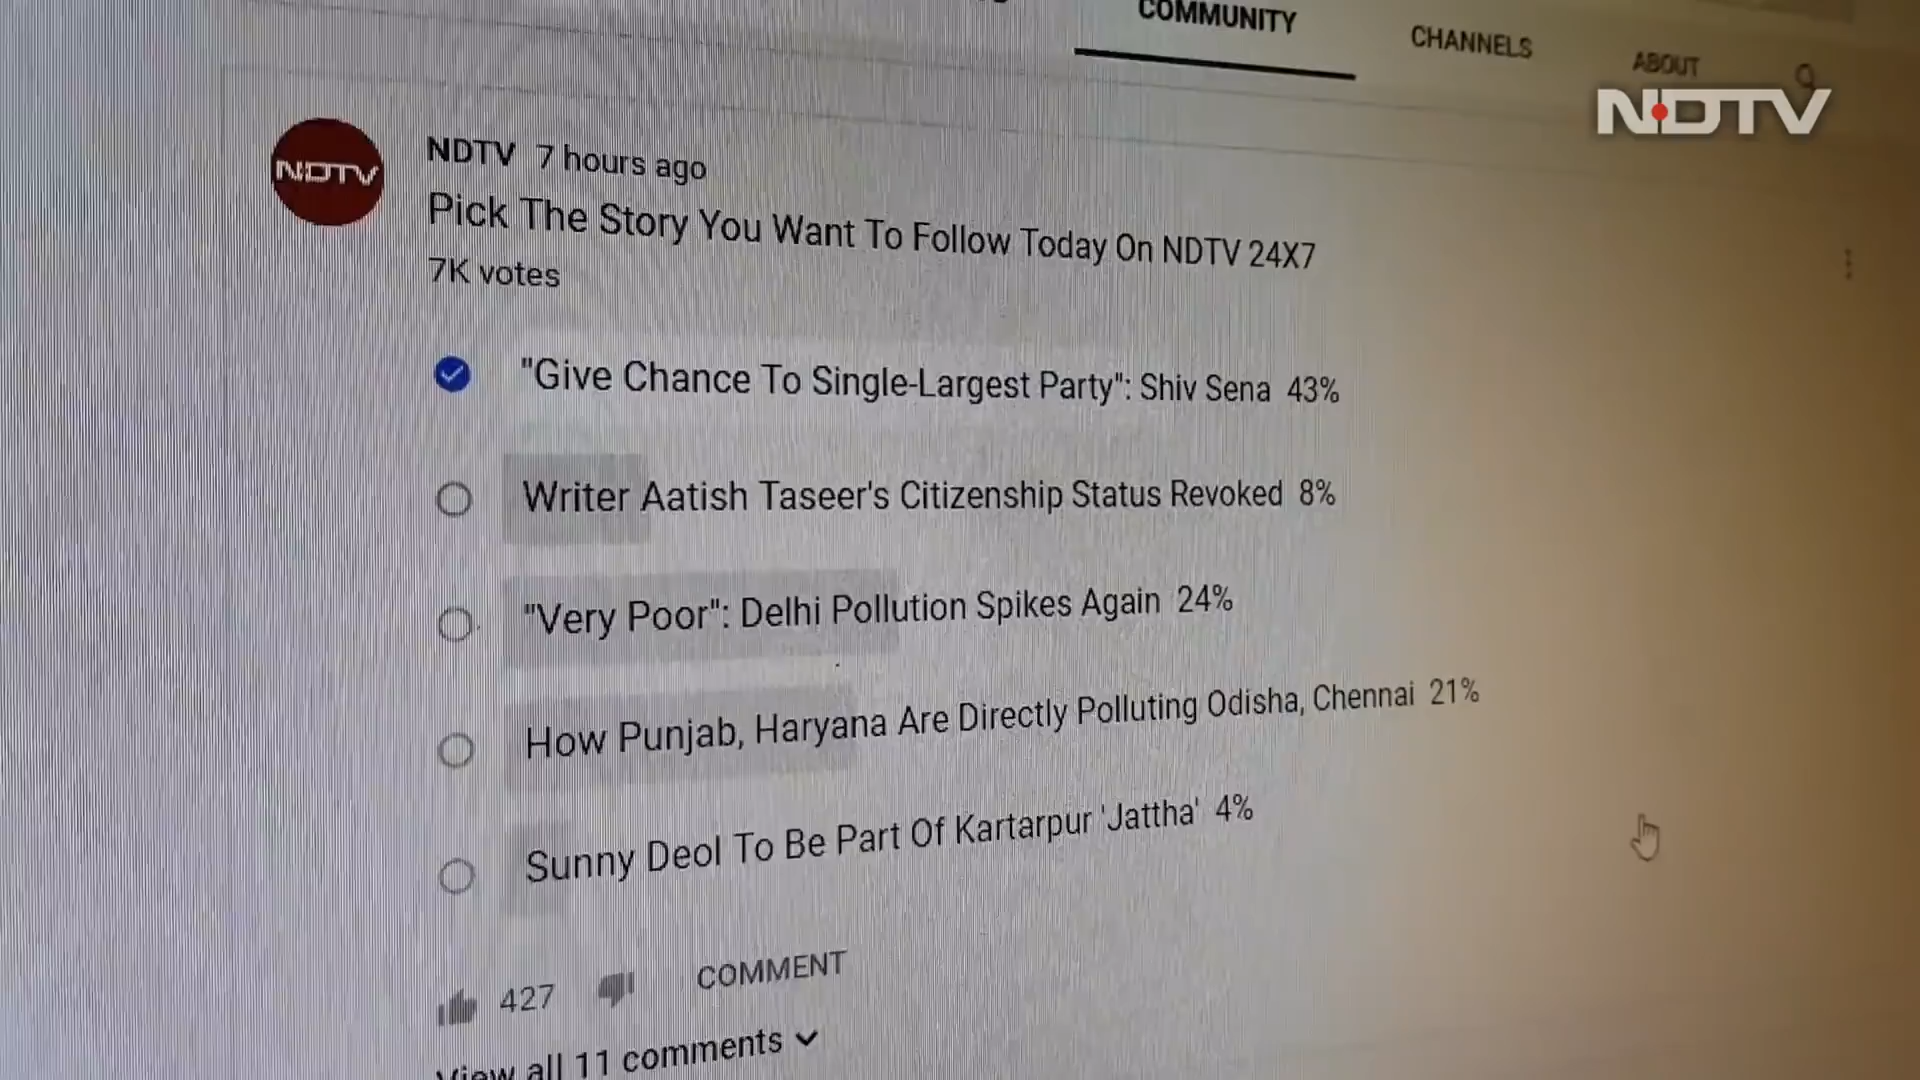 COMMUNITY
CHANNELS
ABOUT
NDTV
NDTV
NDTV 7 hours ago
Pick The Story You Want To Follow Today On NDTV 24X7
7K votes
"Give Chance To Single-Largest Party": Shiv Sena 43%
Writer Aatish Taseer's Citizenship Status Revoked 8%
"Very Poor": Delhi Pollution Spikes Again 24%
How Punjab, Haryana Are Directly Polluting Odisha, Chennai 21%
Sunny Deol To Be Part Of Kartarpur 'Jattha' 4%
427 COMMENT
View all 11 comments